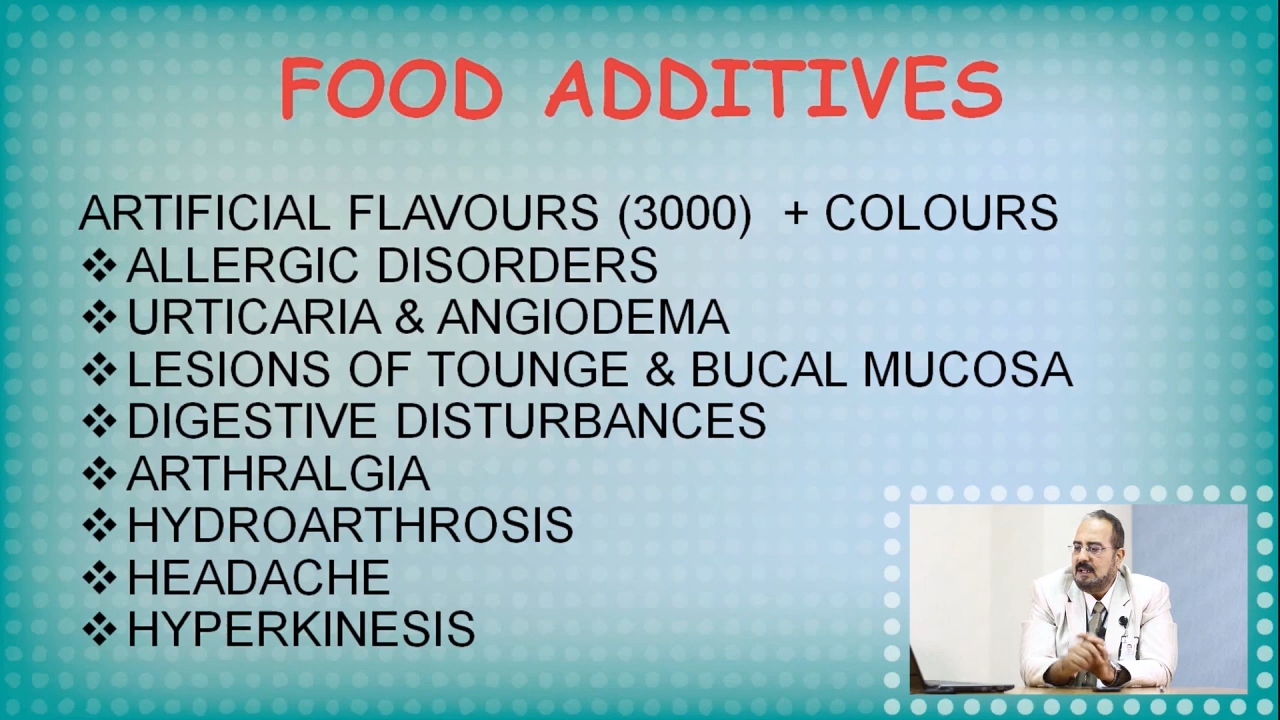 FOOD ADDITIVES
ARTIFICIAL FLAVOURS (3000) + COLOURS
❖ ALLERGIC DISORDERS
❖ URTICARIA & ANGIODEMA
❖ LESIONS OF TOUNGE & BUCAL MUCOSA
❖ DIGESTIVE DISTURBANCES
❖ ARTHRALGIA
❖ HYDROARTHROSIS
❖ HEADACHE
❖ HYPERKINESIS